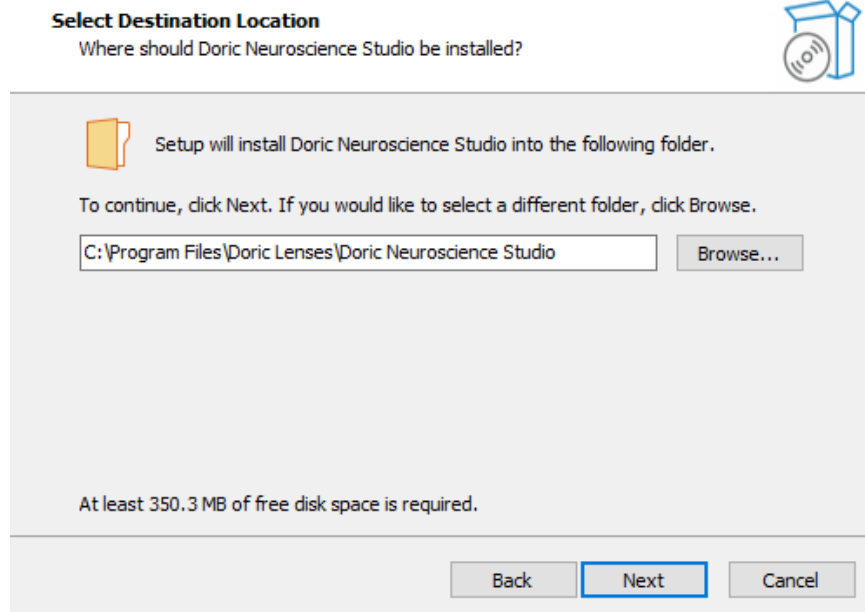 Select Destination Location
Where should Doric Neuroscience Studio be installed?
Setup will install Doric Neuroscience Studio into the following folder.
To continue, click Next. If you would like to select a different folder, click Browse.
C:\Program Files\Doric Lenses\Doric Neuroscience Studio
Browse...
At least 350.3 MB of free disk space is required.
Back
Next
Cancel